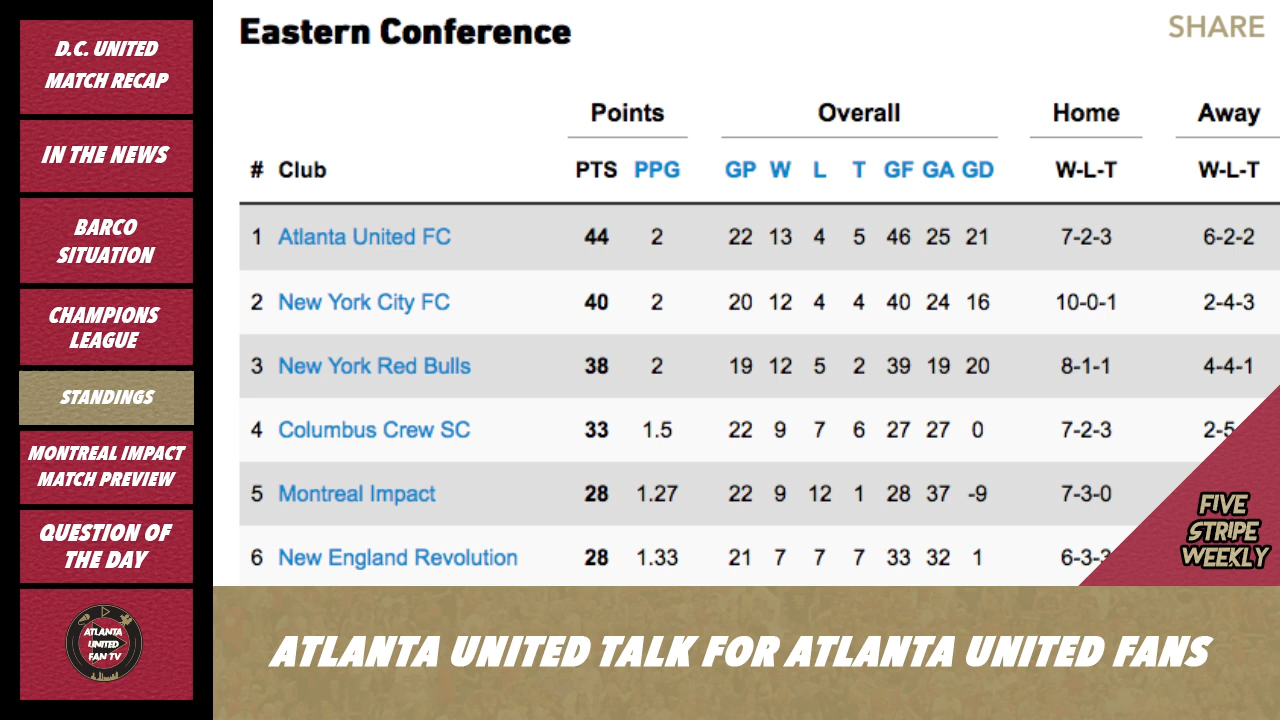 D.C. UNITED
MATCH RECAP
IN THE NEWS
BARCO
SITUATION
CHAMPIONS
LEAGUE
STANDINGS
MONTREAL IMPACT
MATCH PREVIEW
QUESTION OF
THE DAY
ATLANTA
UNITED
FAN TV
Eastern Conference
SHARE
Points Overall Home Away
# Club PTS PPG GP W L T GF GA GD W-L-T W-L-T
1 Atlanta United FC 44 2 22 13 4 5 46 25 21 7-2-3 6-2-2
2 New York City FC 40 2 20 12 4 4 40 24 16 10-0-1 2-4-3
3 New York Red Bulls 38 2 19 12 5 2 39 19 20 8-1-1 4-4-1
4 Columbus Crew SC 33 1.5 22 9 7 6 27 27 0 7-2-3 2-5
5 Montreal Impact 28 1.27 22 9 12 1 28 37 -9 7-3-0
6 New England Revolution 28 1.33 21 7 7 7 33 32 1 6-3-3
FIVE
STRIPE
WEEKLY
ATLANTA UNITED TALK FOR ATLANTA UNITED FANS